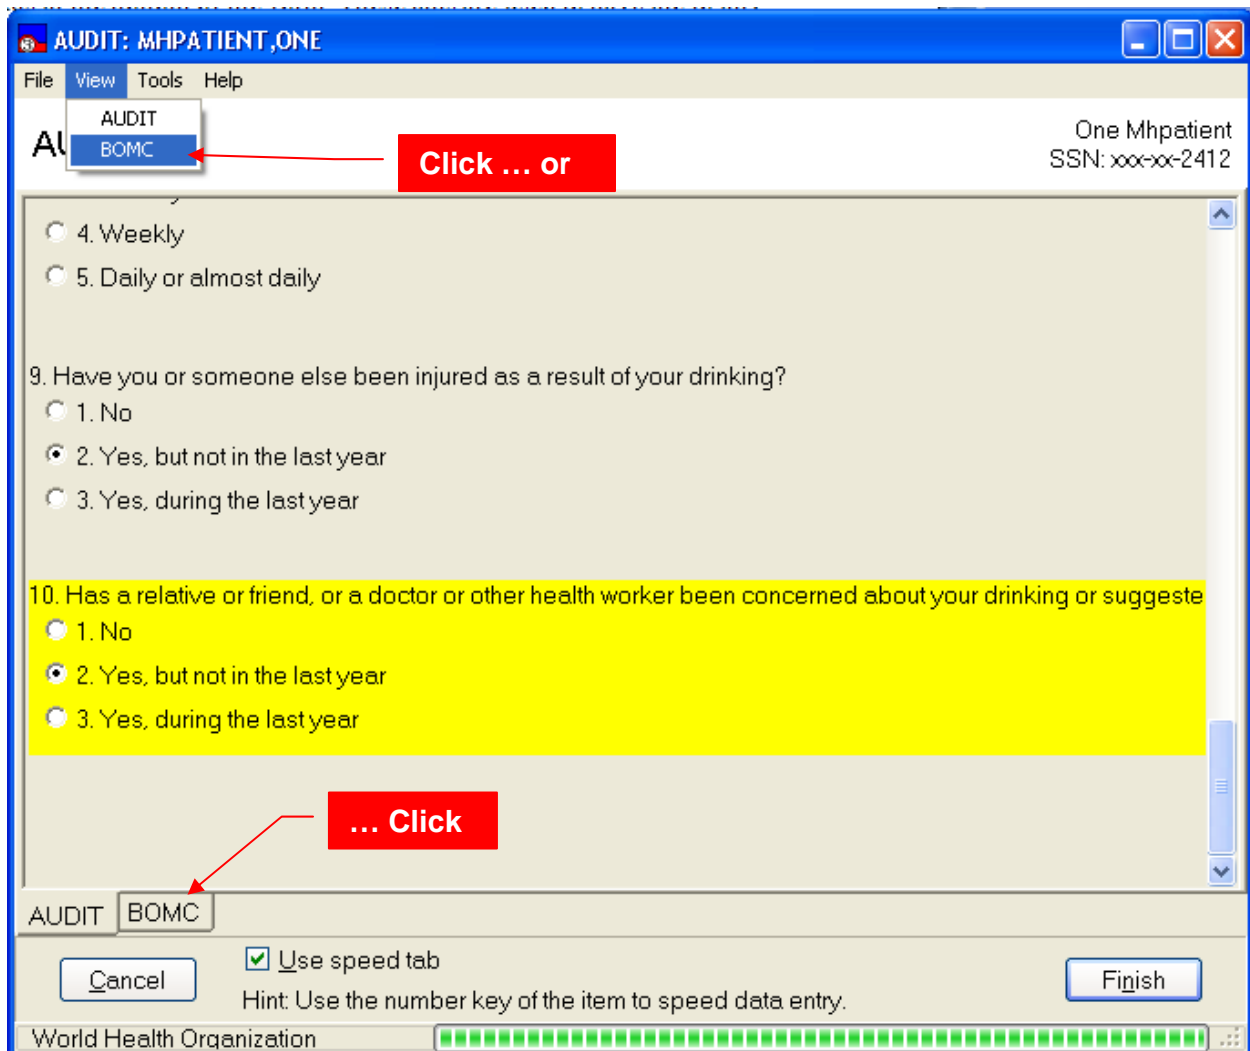 AUDIT: MHPATIENT,ONE
File View Tools Help
AUDIT
BOMC
Click … or
One Mhpatient
SSN: xxx-xx-2412
4. Weekly
5. Daily or almost daily
9. Have you or someone else been injured as a result of your drinking?
1. No
2. Yes, but not in the last year
3. Yes, during the last year
10. Has a relative or friend, or a doctor or other health worker been concerned about your drinking or suggeste
1. No
2. Yes, but not in the last year
3. Yes, during the last year
… Click
AUDIT BOMC
Cancel
Use speed tab
Hint: Use the number key of the item to speed data entry.
Finish
World Health Organization